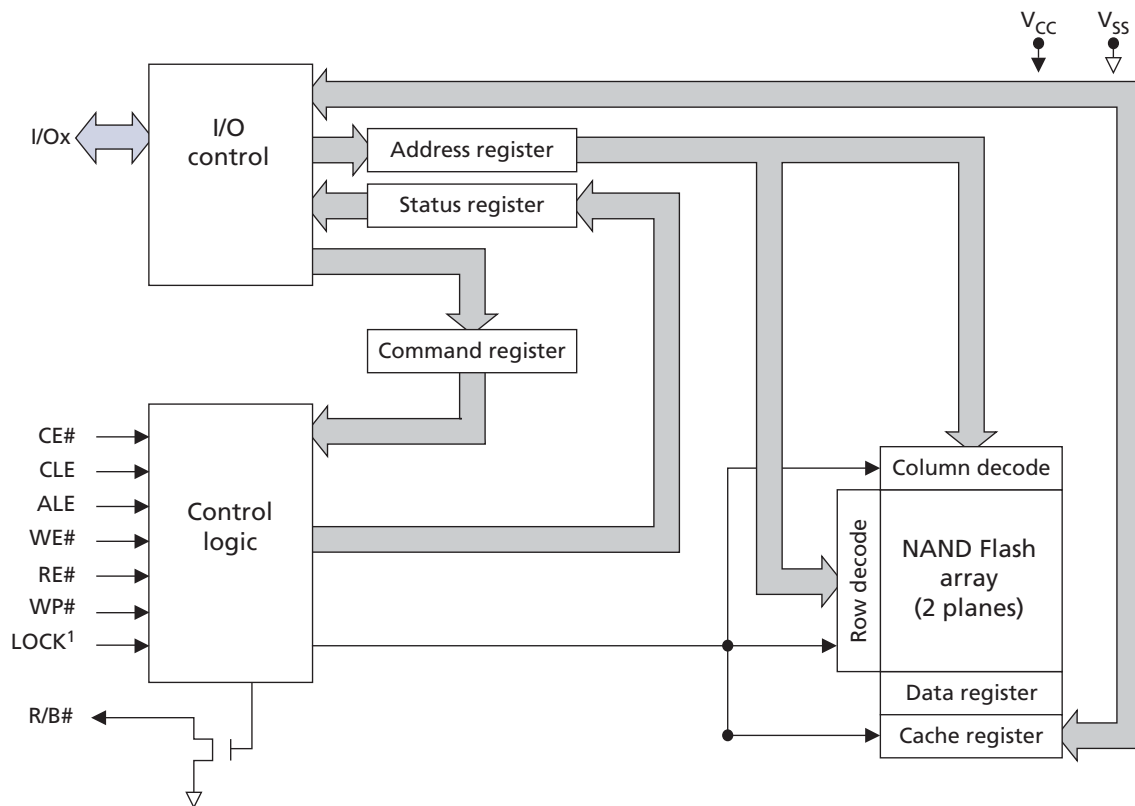 VCC
VSS
I/Ox
I/O
control
Address register
Status register
Command register
CE#
CLE
ALE
WE#
RE#
WP#
LOCK1
R/B#
Control
logic
Column decode
Row decode
NAND Flash
array
(2 planes)
Data register
Cache register